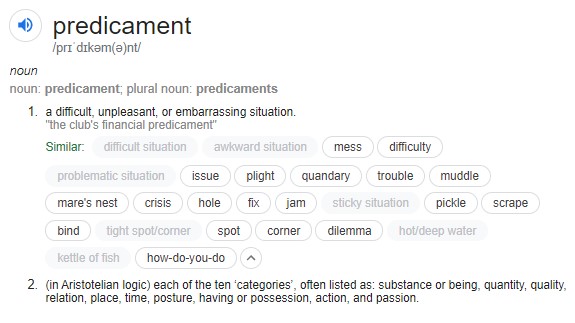 predicament
/prɪˈdɪkəm(ə)nt/
noun
noun: predicament; plural noun: predicaments
1. a difficult, unpleasant, or embarrassing situation.
"the club's financial predicament"
Similar: difficult situation awkward situation mess difficulty
problematic situation issue plight quandary trouble muddle
mare's nest crisis hole fix jam sticky situation pickle scrape
bind tight spot/corner spot corner dilemma hot/deep water
kettle of fish how-do-you-do
2. (in Aristotelian logic) each of the ten ‘categories’, often listed as: substance or being, quantity, quality,
relation, place, time, posture, having or possession, action, and passion.